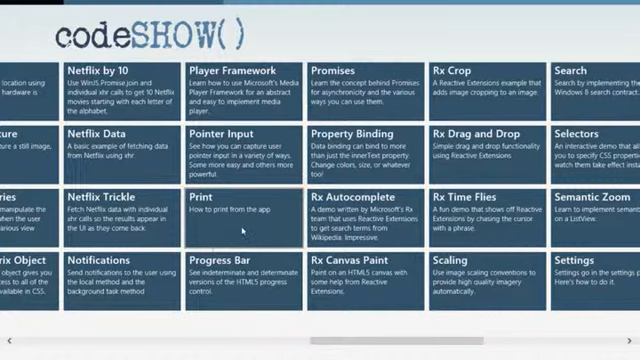 codeSHOW()
location using
hardware is
Netflix by 10
Use WinJS Promise.join and
individual xhr calls to get 10 Netflix
movies starting with each letter of
the alphabet.
Player Framework
Learn how to use Microsoft's Media
Player Framework for an abstract
and easy to implement media
player.
Promises
Learn the concept behind Promises
for asynchronity and the various
ways you can use them.
Rx Crop
A Reactive Extensions example that
adds image cropping to an image.
Search
Search by implementing the
Windows 8 search contract.
ture
e a still image,
Netflix Data
A basic example of fetching data
from Netflix using xhr
Pointer Input
See how you can capture user
pointer input in a variety of ways.
Some more easy and others more
powerful.
Property Binding
Data binding can bind to more
than just the innerText property.
Change colors, size, or whatever
too!
Rx Drag and Drop
Simple drag and drop functionality
using Reactive Extensions
Selectors
An interactive demo that all
you to specify CSS properties
watch them take effect insta
ries
manipulate the
when the user
various view
Netflix Trickle
Fetch Netflix data with individual
xhr calls so the results appear in
the UI as they come back
Print
How to print from the app
Rx Autocomplete
A demo written by Microsoft's Rx
team that uses Reactive Extensions
to get search terms from
Wikipedia. Impressive.
Rx Time Flies
A fun demo that shows off Reactive
Extensions by chasing the cursor
with a phrase.
Semantic Zoom
Learn to implement semantic
on a ListView.
rix Object
object gives you
ess to all of the
vailable in CSS.
Notifications
Send notifications to the user using
the local method and the
background task method
Progress Bar
See indeterminate and determinate
versions of the HTML5 progress
control.
Rx Canvas Paint
Paint on an HTML5 canvas with
some help from Reactive
Extensions.
Scaling
Use image scaling conventions to
provide high quality imagery
automatically.
Settings
Settings go in the setting
Here's how to do it.